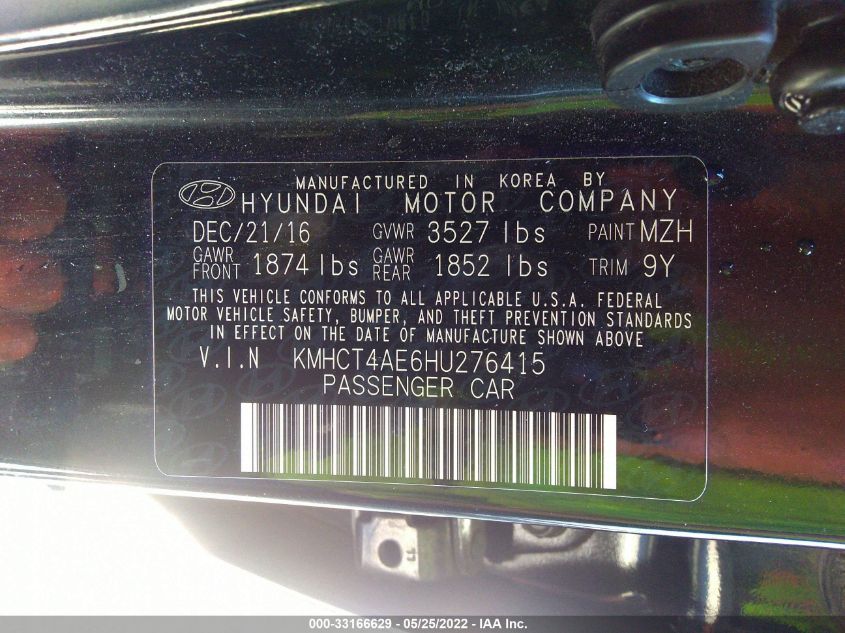 MANUFACTURED IN KOREA BY
HYUNDAI MOTOR COMPANY
DEC/21/16 GVWR 3527 lbs PAINT MZH
GAWR FRONT 1874 lbs GAWR REAR 1852 lbs TRIM 9Y
THIS VEHICLE CONFORMS TO ALL APPLICABLE U.S.A. FEDERAL
MOTOR VEHICLE SAFETY, BUMPER, AND THEFT PREVENTION STANDARDS
IN EFFECT ON THE DATE OF MANUFACTURE SHOWN ABOVE
V.I.N KMHCT4AE6HU276415
PASSENGER CAR
000-33166629 - 05/25/2022 - IAA Inc.